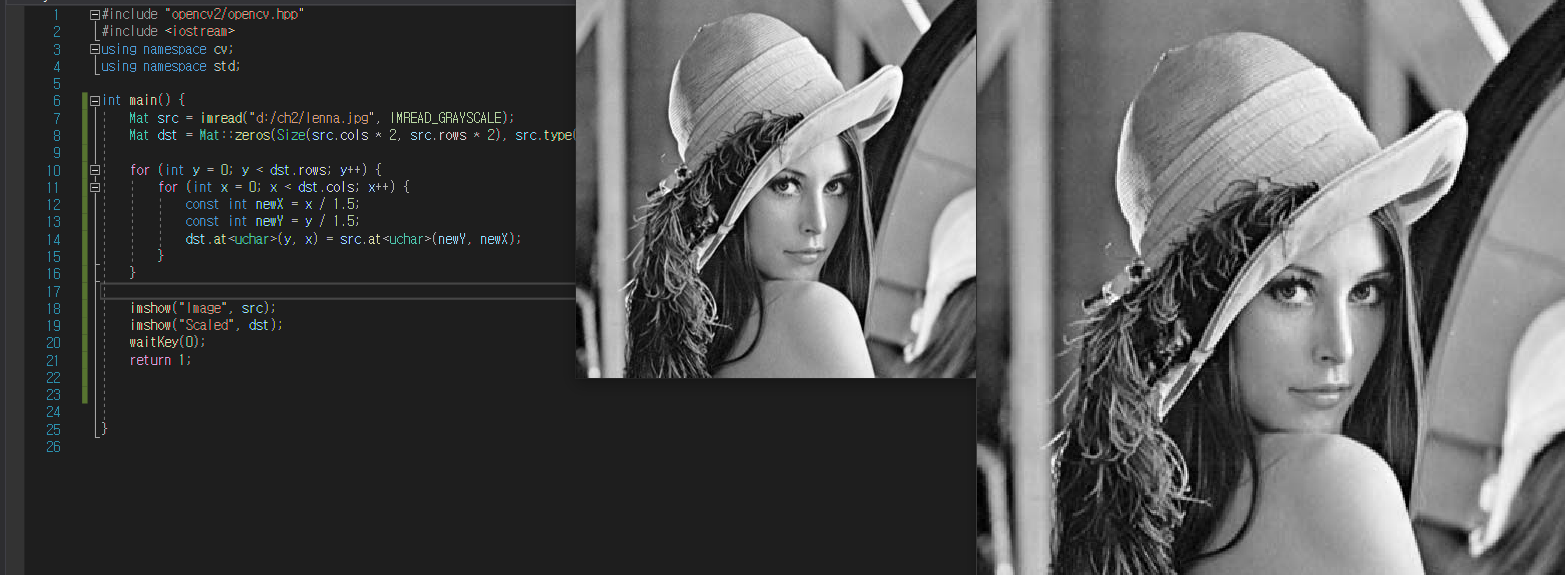 1 #include "opencv2/opencv.hpp"
2 #include <iostream>
3 using namespace cv;
4 using namespace std;
5
6 int main() {
7 Mat src = imread("d:/ch2/lenna.jpg", IMREAD_GRAYSCALE);
8 Mat dst = Mat::zeros(Size(src.cols * 2, src.rows * 2), src.type(
9
10 for (int y = 0; y < dst.rows; y++) {
11 for (int x = 0; x < dst.cols; x++) {
12 const int newX = x / 1.5;
13 const int newY = y / 1.5;
14 dst.at<uchar>(y, x) = src.at<uchar>(newY, newX);
15 }
16 }
17
18 imshow("Image", src);
19 imshow("Scaled", dst);
20 waitKey(0);
21 return 1;
22
23
24
25 }
26